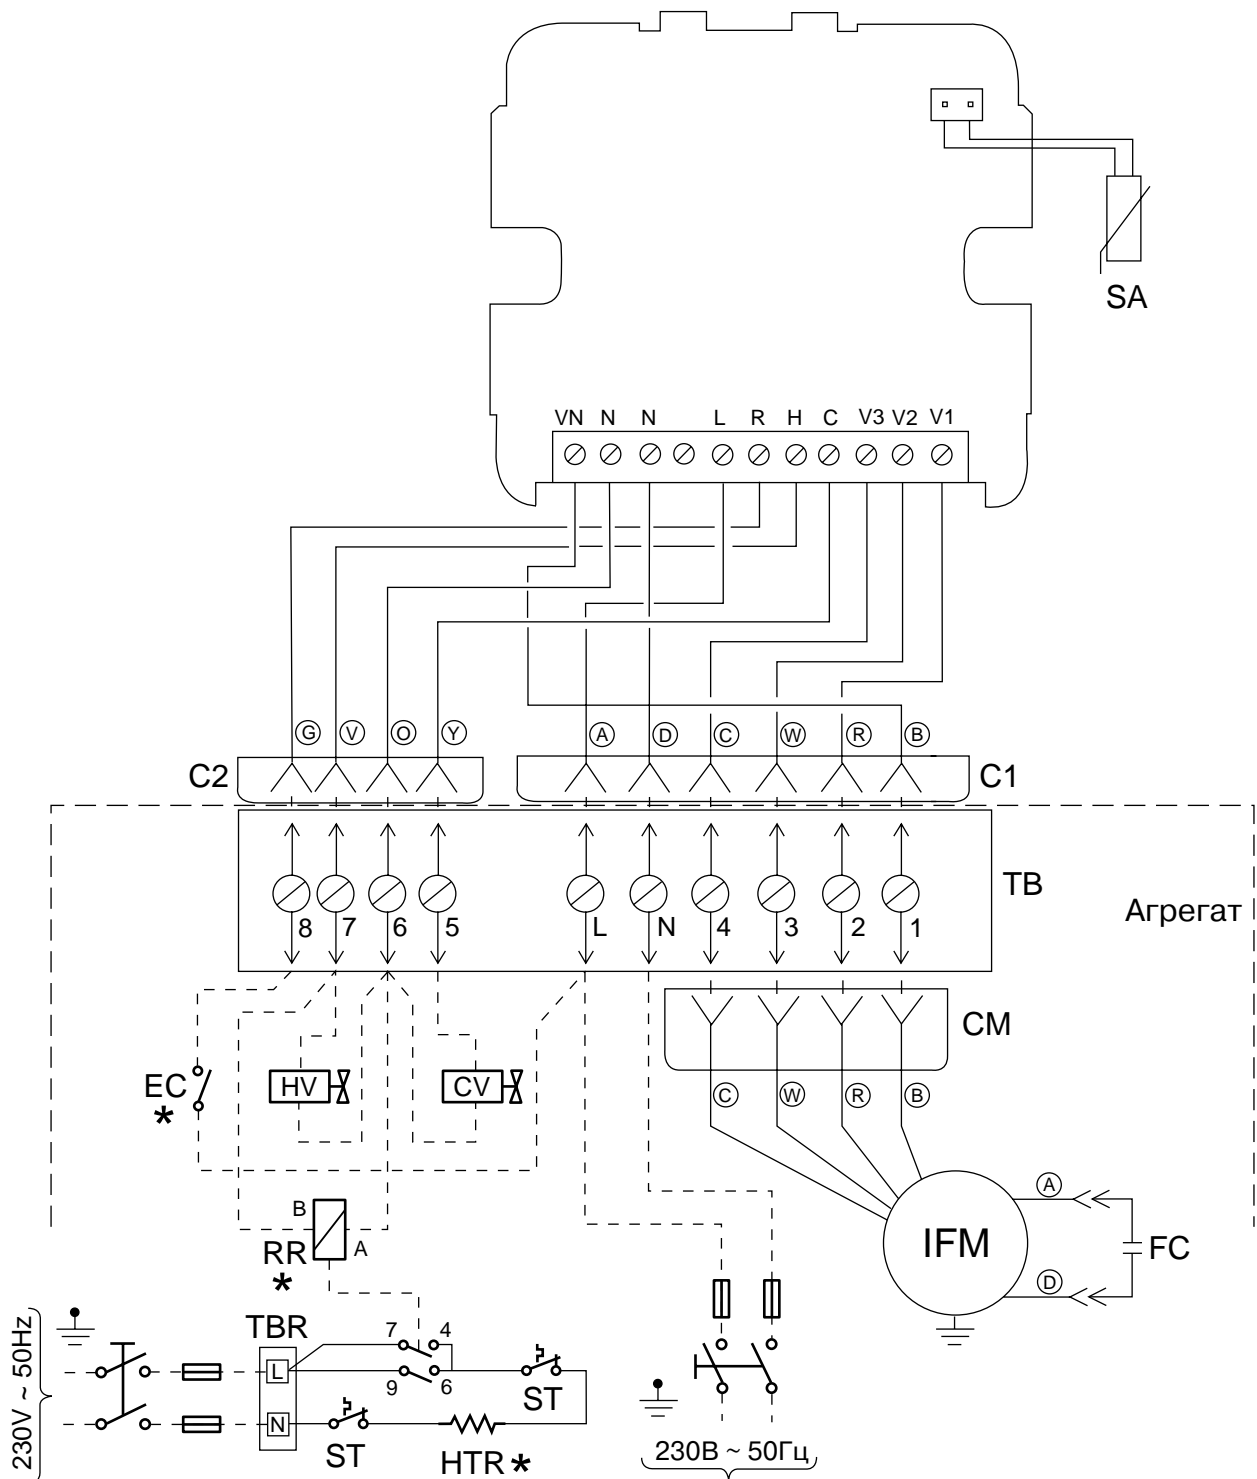 SA
VN N N L R H C V3 V2 V1
G V O Y A D C W R B
C2 C1
8 7 6 5 L N 4 3 2 1
TB
Агрегат
CM
EC * HV CV
C W R B
B
A
RR *
IFM
A
D
FC
230V ~ 50Hz
TBR
7 4
L
9 6
ST
N
ST
HTR *
230В ~ 50Гц